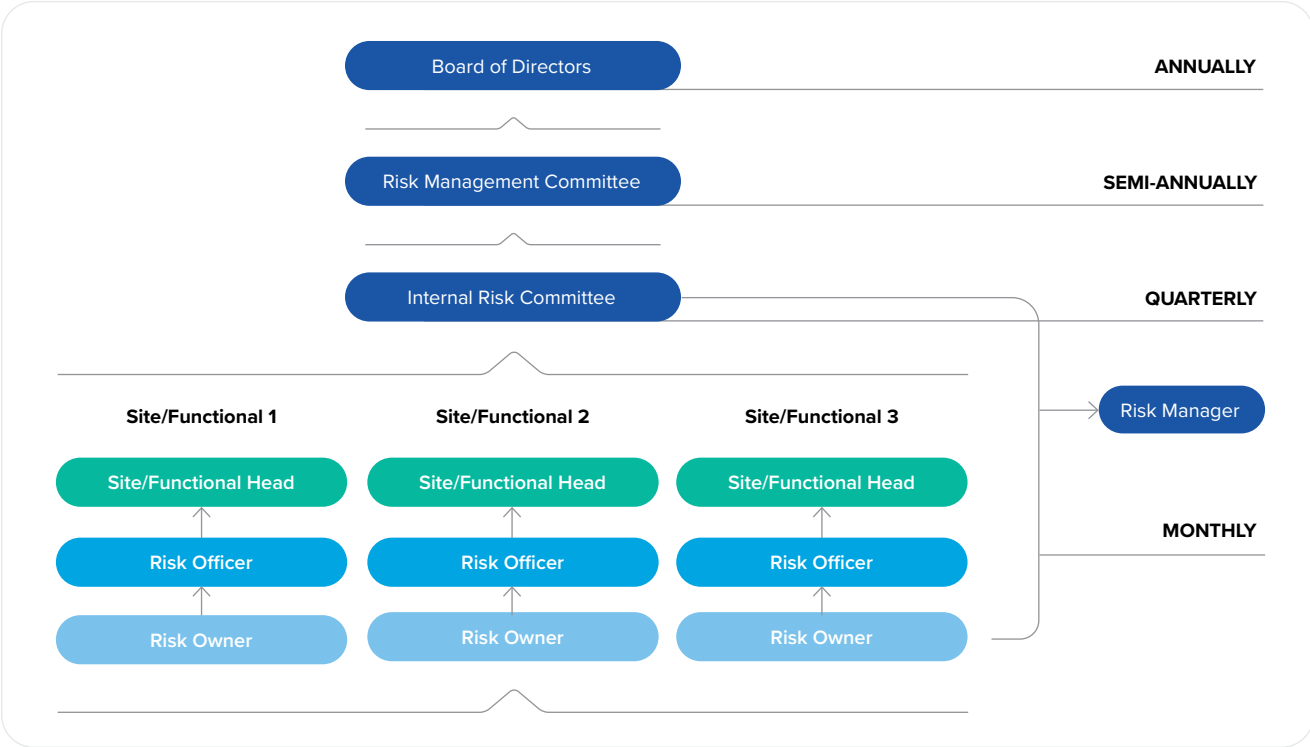 Board of Directors
ANNUALLY
Risk Management Committee
SEMI-ANNUALLY
Internal Risk Committee
QUARTERLY
Site/Functional 1
Site/Functional 2
Site/Functional 3
Risk Manager
Site/Functional Head
Site/Functional Head
Site/Functional Head
MONTHLY
Risk Officer
Risk Officer
Risk Officer
Risk Owner
Risk Owner
Risk Owner